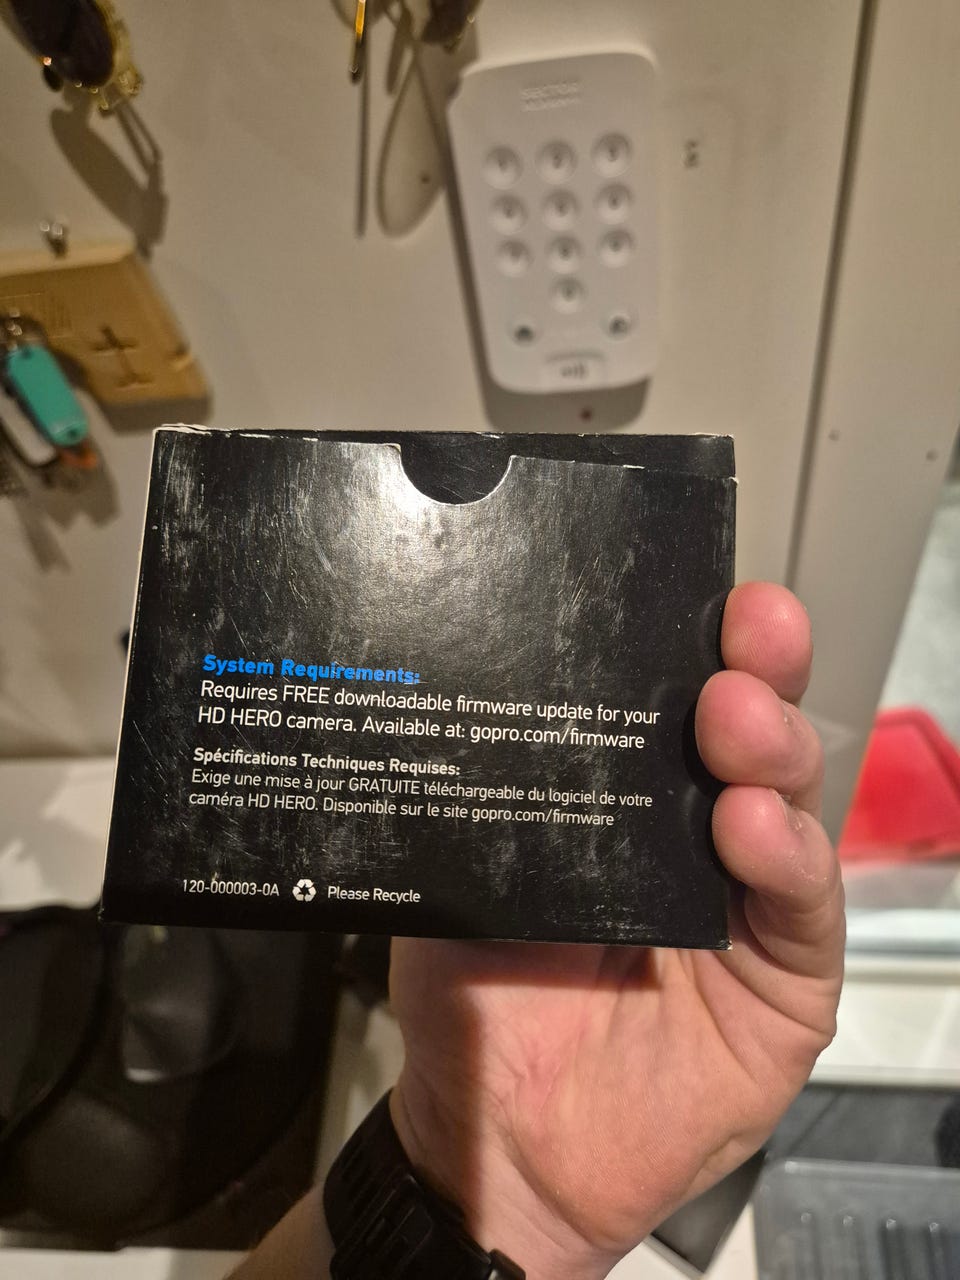 SECTOR
System Requirements:
Requires FREE downloadable firmware update for your
HD HERO camera. Available at: gopro.com/firmware
Spécifications Techniques Requises:
Exige une mise à jour GRATUITE téléchargeable du logiciel de votre
caméra HD HERO. Disponible sur le site gopro.com/firmware
120-000003-0A Please Recycle